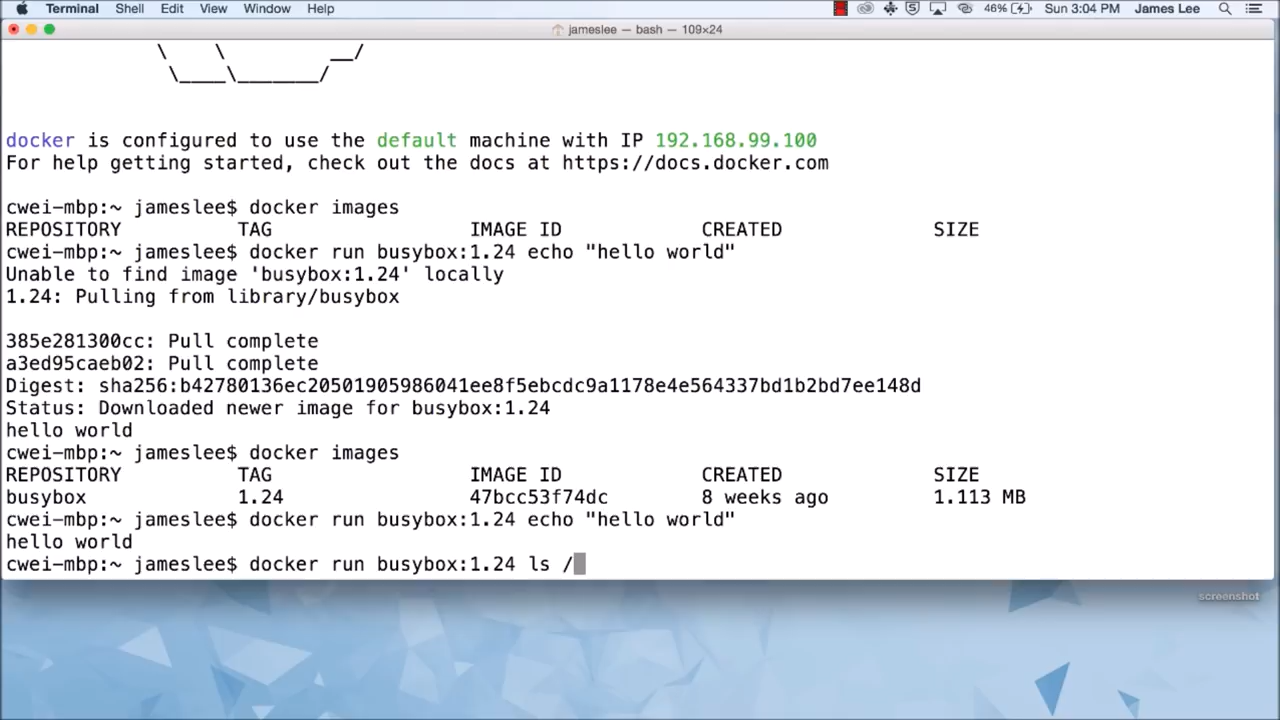 Terminal Shell Edit View Window Help 46% Sun 3:04 PM James Lee
jameslee — bash — 109×24
\ \ __/
\____\_______/
docker is configured to use the default machine with IP 192.168.99.100
For help getting started, check out the docs at https://docs.docker.com
cwei-mbp:~ jameslee$ docker images
REPOSITORY TAG IMAGE ID CREATED SIZE
cwei-mbp:~ jameslee$ docker run busybox:1.24 echo "hello world"
Unable to find image 'busybox:1.24' locally
1.24: Pulling from library/busybox
385e281300cc: Pull complete
a3ed95caeb02: Pull complete
Digest: sha256:b42780136ec20501905986041ee8f5ebcdc9a1178e4e564337bd1b2bd7ee148d
Status: Downloaded newer image for busybox:1.24
hello world
cwei-mbp:~ jameslee$ docker images
REPOSITORY TAG IMAGE ID CREATED SIZE
busybox 1.24 47bcc53f74dc 8 weeks ago 1.113 MB
cwei-mbp:~ jameslee$ docker run busybox:1.24 echo "hello world"
hello world
cwei-mbp:~ jameslee$ docker run busybox:1.24 ls /
screenshot